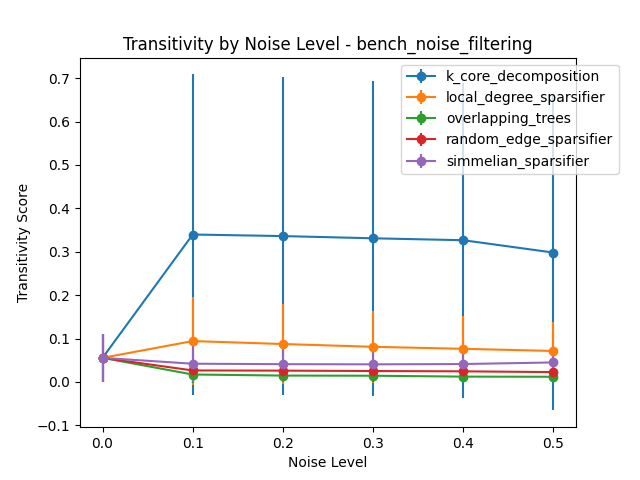 Transitivity by Noise Level - bench_noise_filtering
k_core_decomposition
local_degree_sparsifier
overlapping_trees
random_edge_sparsifier
simmelian_sparsifier
Transitivity Score
0.7
0.6
0.5
0.4
0.3
0.2
0.1
0.0
−0.1
0.0 0.1 0.2 0.3 0.4 0.5
Noise Level